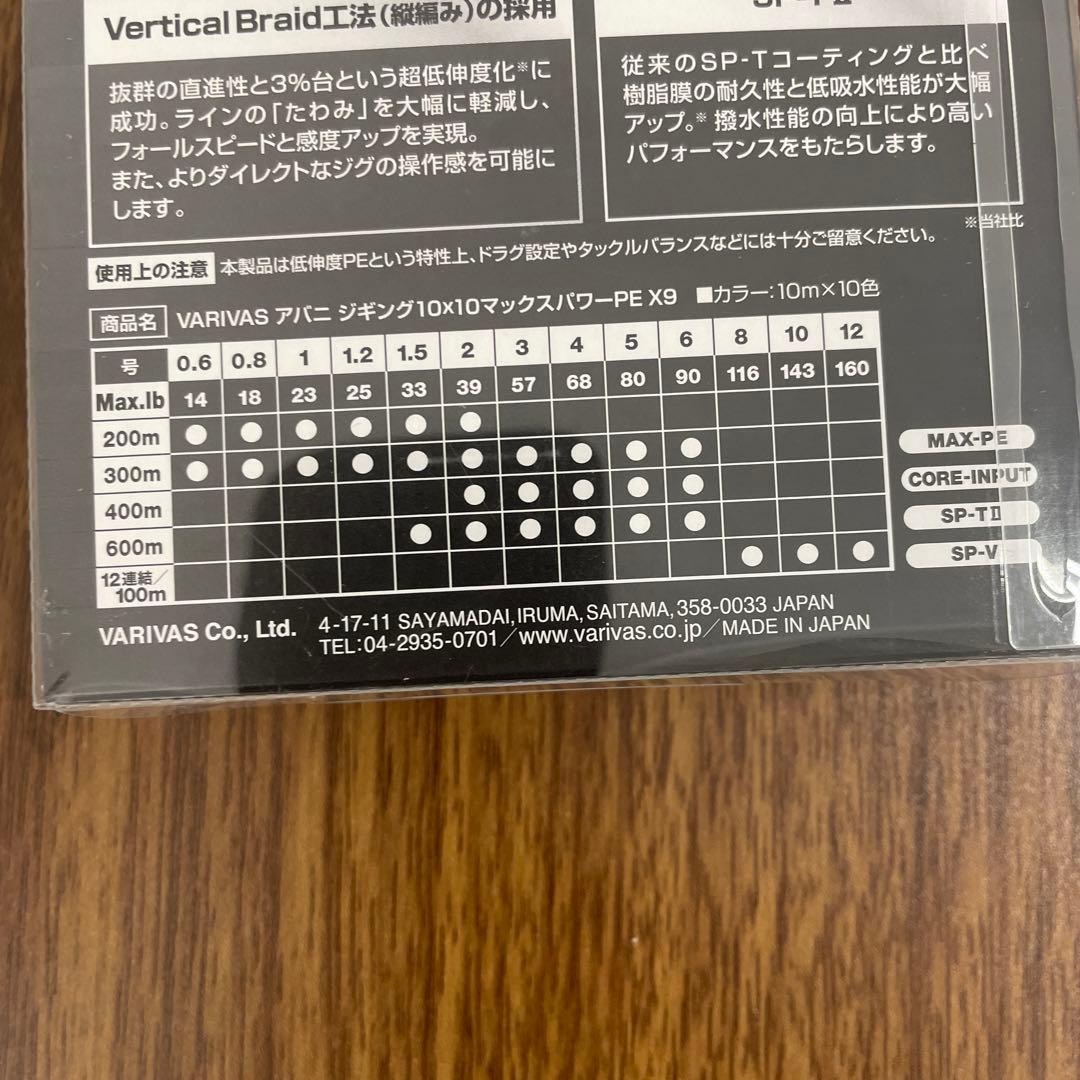 Vertical Braid工法(縦編み)の採用
抜群の直進性と3%台という超低伸度化※に
成功。ラインの「たわみ」を大幅に軽減し、
フォールスピードと感度アップを実現。
また、よりダイレクトなジグの操作感を可能に
します。
SP-TⅡ
従来のSP-Tコーティングと比べ
樹脂膜の耐久性と低吸水性能が大幅
アップ。※ 撥水性能の向上により高い
パフォーマンスをもたらします。
※当社比
使用上の注意 本製品は低伸度PEという特性上、ドラグ設定やタックルバランスなどには十分ご留意ください。
商品名 VARIVAS アバニ ジギング10×10マックスパワーPE X9 ■カラー:10m×10色
号 0.6 0.8 1 1.2 1.5 2 3 4 5 6 8 10 12
Max.lb 14 18 23 25 33 39 57 68 80 90 116 143 160
200m ● ● ● ● ● ●
300m ● ● ● ● ● ● ● ● ● ●
400m ● ● ● ● ●
600m ● ● ● ● ● ●
12連結/100m ● ● ●
MAX-PE
CORE-INPUT
SP-TⅡ
SP-V
VARIVAS Co., Ltd. 4-17-11 SAYAMADAI,IRUMA,SAITAMA,358-0033 JAPAN
TEL:04-2935-0701/www.varivas.co.jp/MADE IN JAPAN